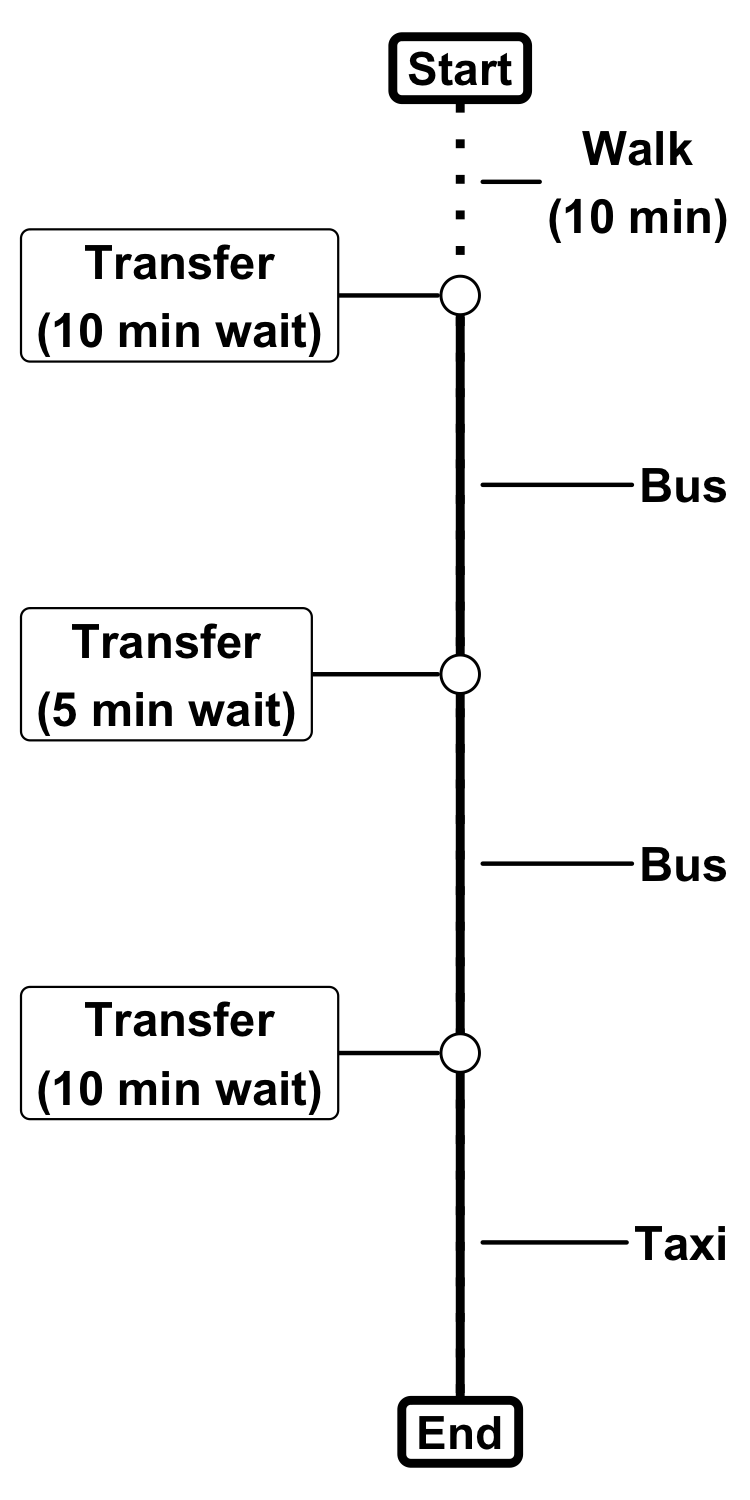 Start
Walk
(10 min)
Transfer
(10 min wait)
Bus
Transfer
(5 min wait)
Bus
Transfer
(10 min wait)
Taxi
End